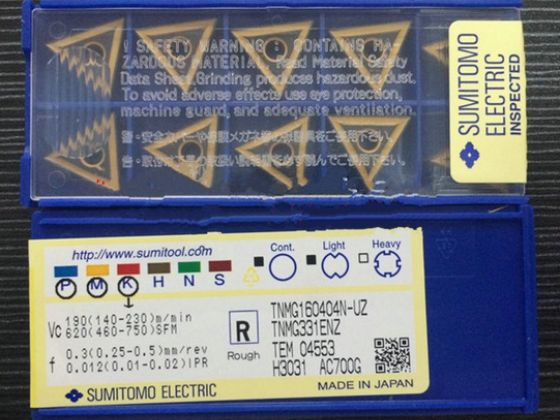 ! SAFETY WARNING : CONTAINS HA-
ZARDOUS MATERIAL. Read Material Safety
Data Sheet. Grinding produces hazardous dust.
To avoid adverse effects use eye protection,
machine guard, and adequate ventilation.
SUMITOMO
ELECTRIC
INSPECTED
http://www.sumitool.com
Cont. Light Heavy
P M K H N S
Vc 190(140-230)m/min
620(460-750)SFM
f 0.3(0.25-0.5)mm/rev
0.012(0.01-0.02)IPR
R
Rough
TNMG160404N-UZ
TNMG331ENZ
TEM 04553
H3031 AC700G
SUMITOMO ELECTRIC
MADE IN JAPAN